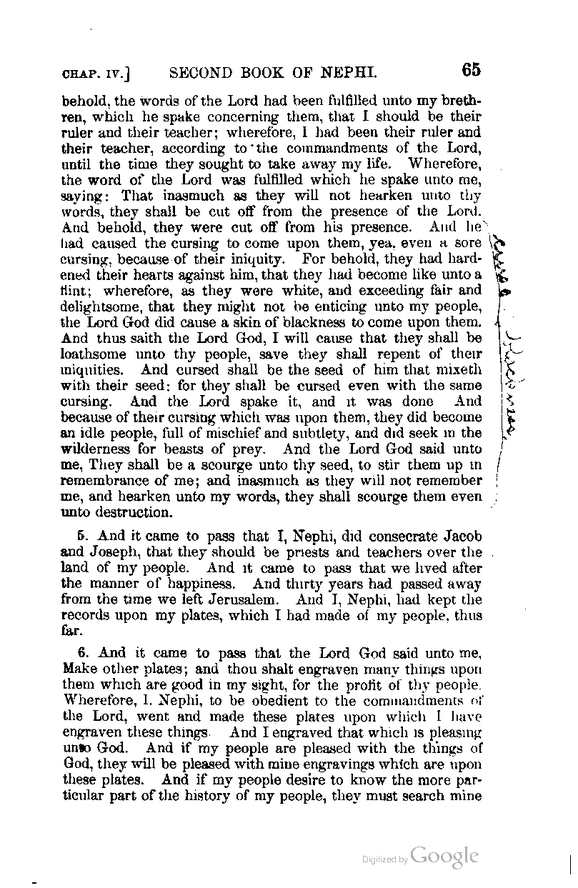 CHAP. IV.] SECOND BOOK OF NEPHI. 65
behold, the words of the Lord had been fulfilled unto my breth-
ren, which he spake concerning them, that I should be their
ruler and their teacher; wherefore, I had been their ruler and
their teacher, according to the commandments of the Lord,
until the time they sought to take away my life. Wherefore,
the word of the Lord was fulfilled which he spake unto me,
saying: That inasmuch as they will not hearken unto thy
words, they shall be cut off from the presence of the Lord.
And behold, they were cut off from his presence. And he
had caused the cursing to come upon them, yea, even a sore
cursing, because of their iniquity. For behold, they had hard-
ened their hearts against him, that they had become like unto a
flint; wherefore, as they were white, and exceeding fair and
delightsome, that they might not be enticing unto my people,
the Lord God did cause a skin of blackness to come upon them.
And thus saith the Lord God, I will cause that they shall be
loathsome unto thy people, save they shall repent of their
iniquities. And cursed shall be the seed of him that mixeth
with their seed: for they shall be cursed even with the same
cursing. And the Lord spake it, and it was done And
because of their cursing which was upon them, they did become
an idle people, full of mischief and subtlety, and did seek in the
wilderness for beasts of prey. And the Lord God said unto
me, They shall be a scourge unto thy seed, to stir them up in
remembrance of me; and inasmuch as they will not remember
me, and hearken unto my words, they shall scourge them even
unto destruction.
5. And it came to pass that I, Nephi, did consecrate Jacob
and Joseph, that they should be priests and teachers over the
land of my people. And it came to pass that we lived after
the manner of happiness. And thirty years had passed away
from the time we left Jerusalem. And I, Nephi, had kept the
records upon my plates, which I had made of my people, thus
far.
6. And it came to pass that the Lord God said unto me,
Make other plates; and thou shalt engraven many things upon
them which are good in my sight, for the profit of thy people.
Wherefore, I, Nephi, to be obedient to the commandments of
the Lord, went and made these plates upon which I have
engraven these things. And I engraved that which is pleasing
unto God. And if my people are pleased with the things of
God, they will be pleased with mine engravings which are upon
these plates. And if my people desire to know the more par-
ticular part of the history of my people, they must search mine
Digitized by Google